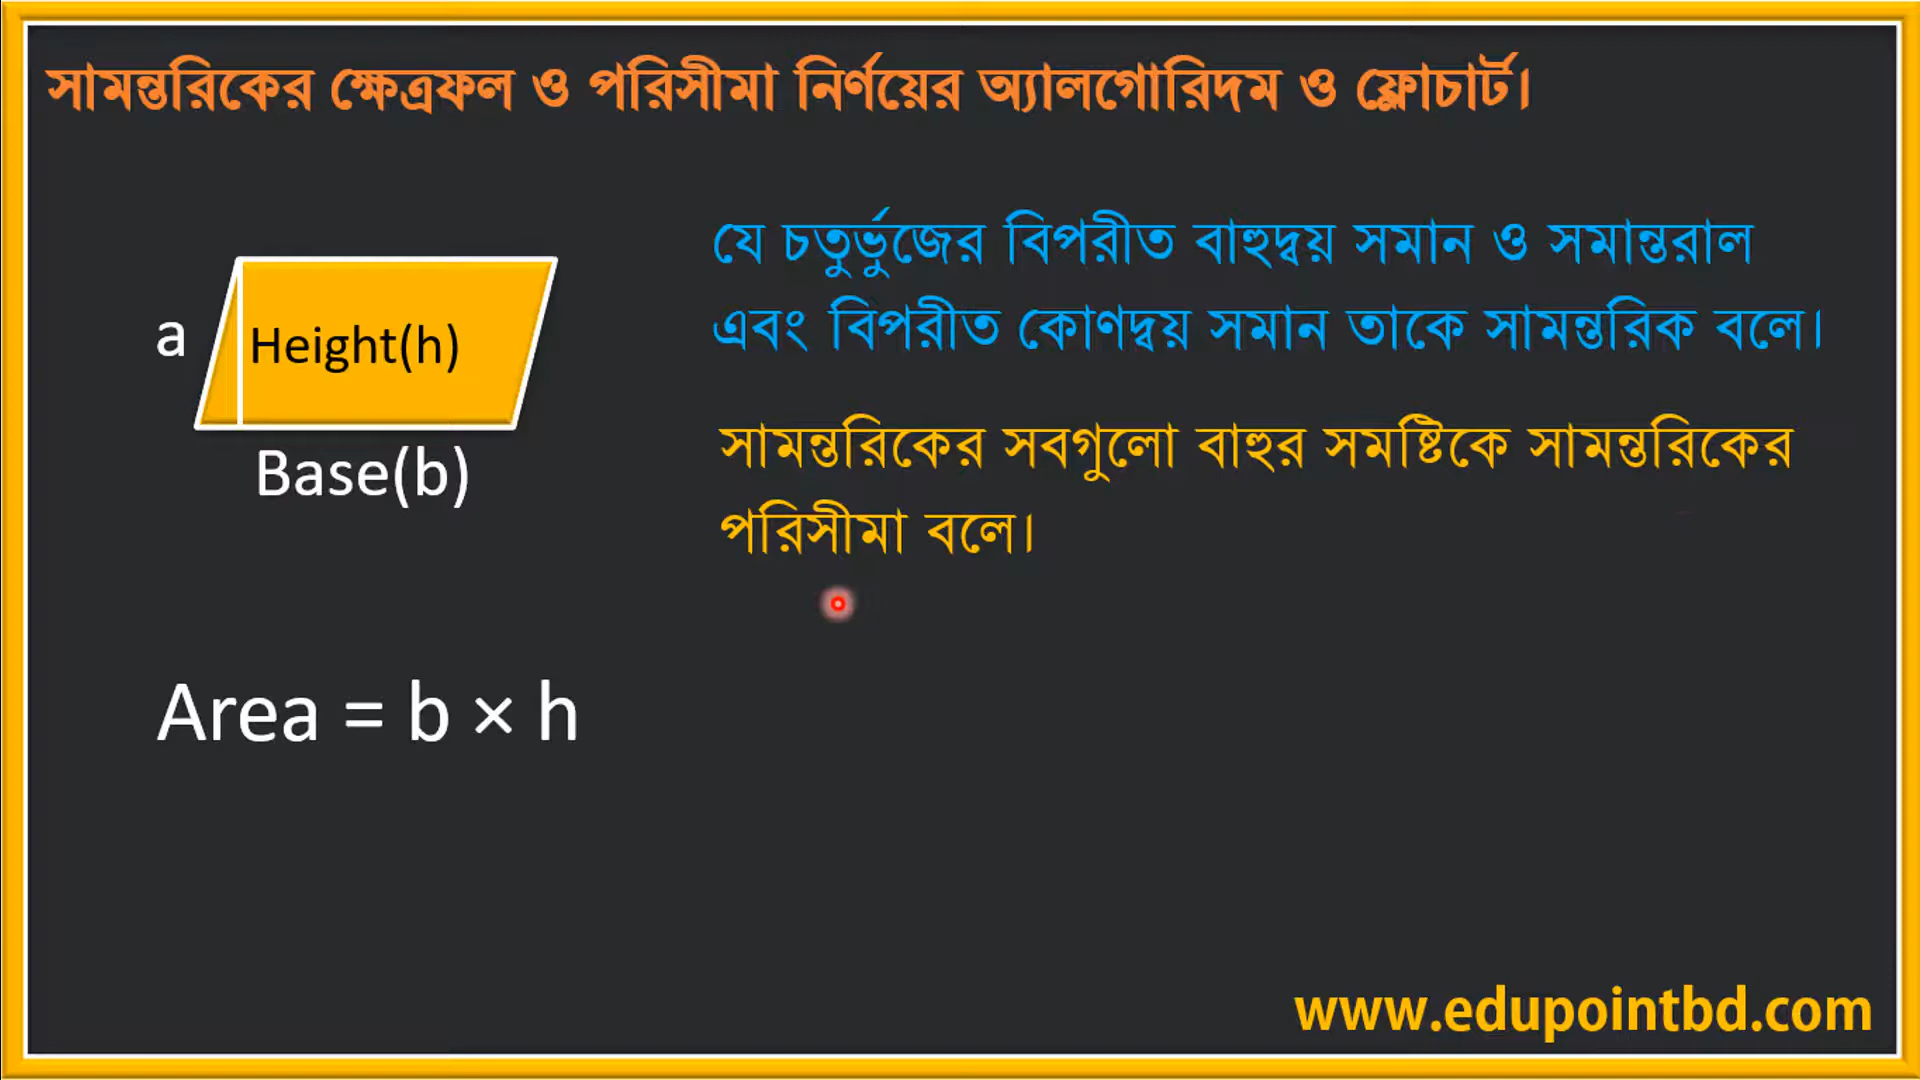 সামন্তরিকের ক্ষেত্রফল ও পরিসীমা নির্ণয়ের অ্যালগোরিদম ও ফ্লোচার্ট।
যে চতুর্ভুজের বিপরীত বাহুদ্বয় সমান ও সমান্তরাল
এবং বিপরীত কোণদ্বয় সমান তাকে সামন্তরিক বলে।
a
Height(h)
Base(b)
সামন্তরিকের সবগুলো বাহুর সমষ্টিকে সামন্তরিকের
পরিসীমা বলে।
Area = b × h
www.edupointbd.com